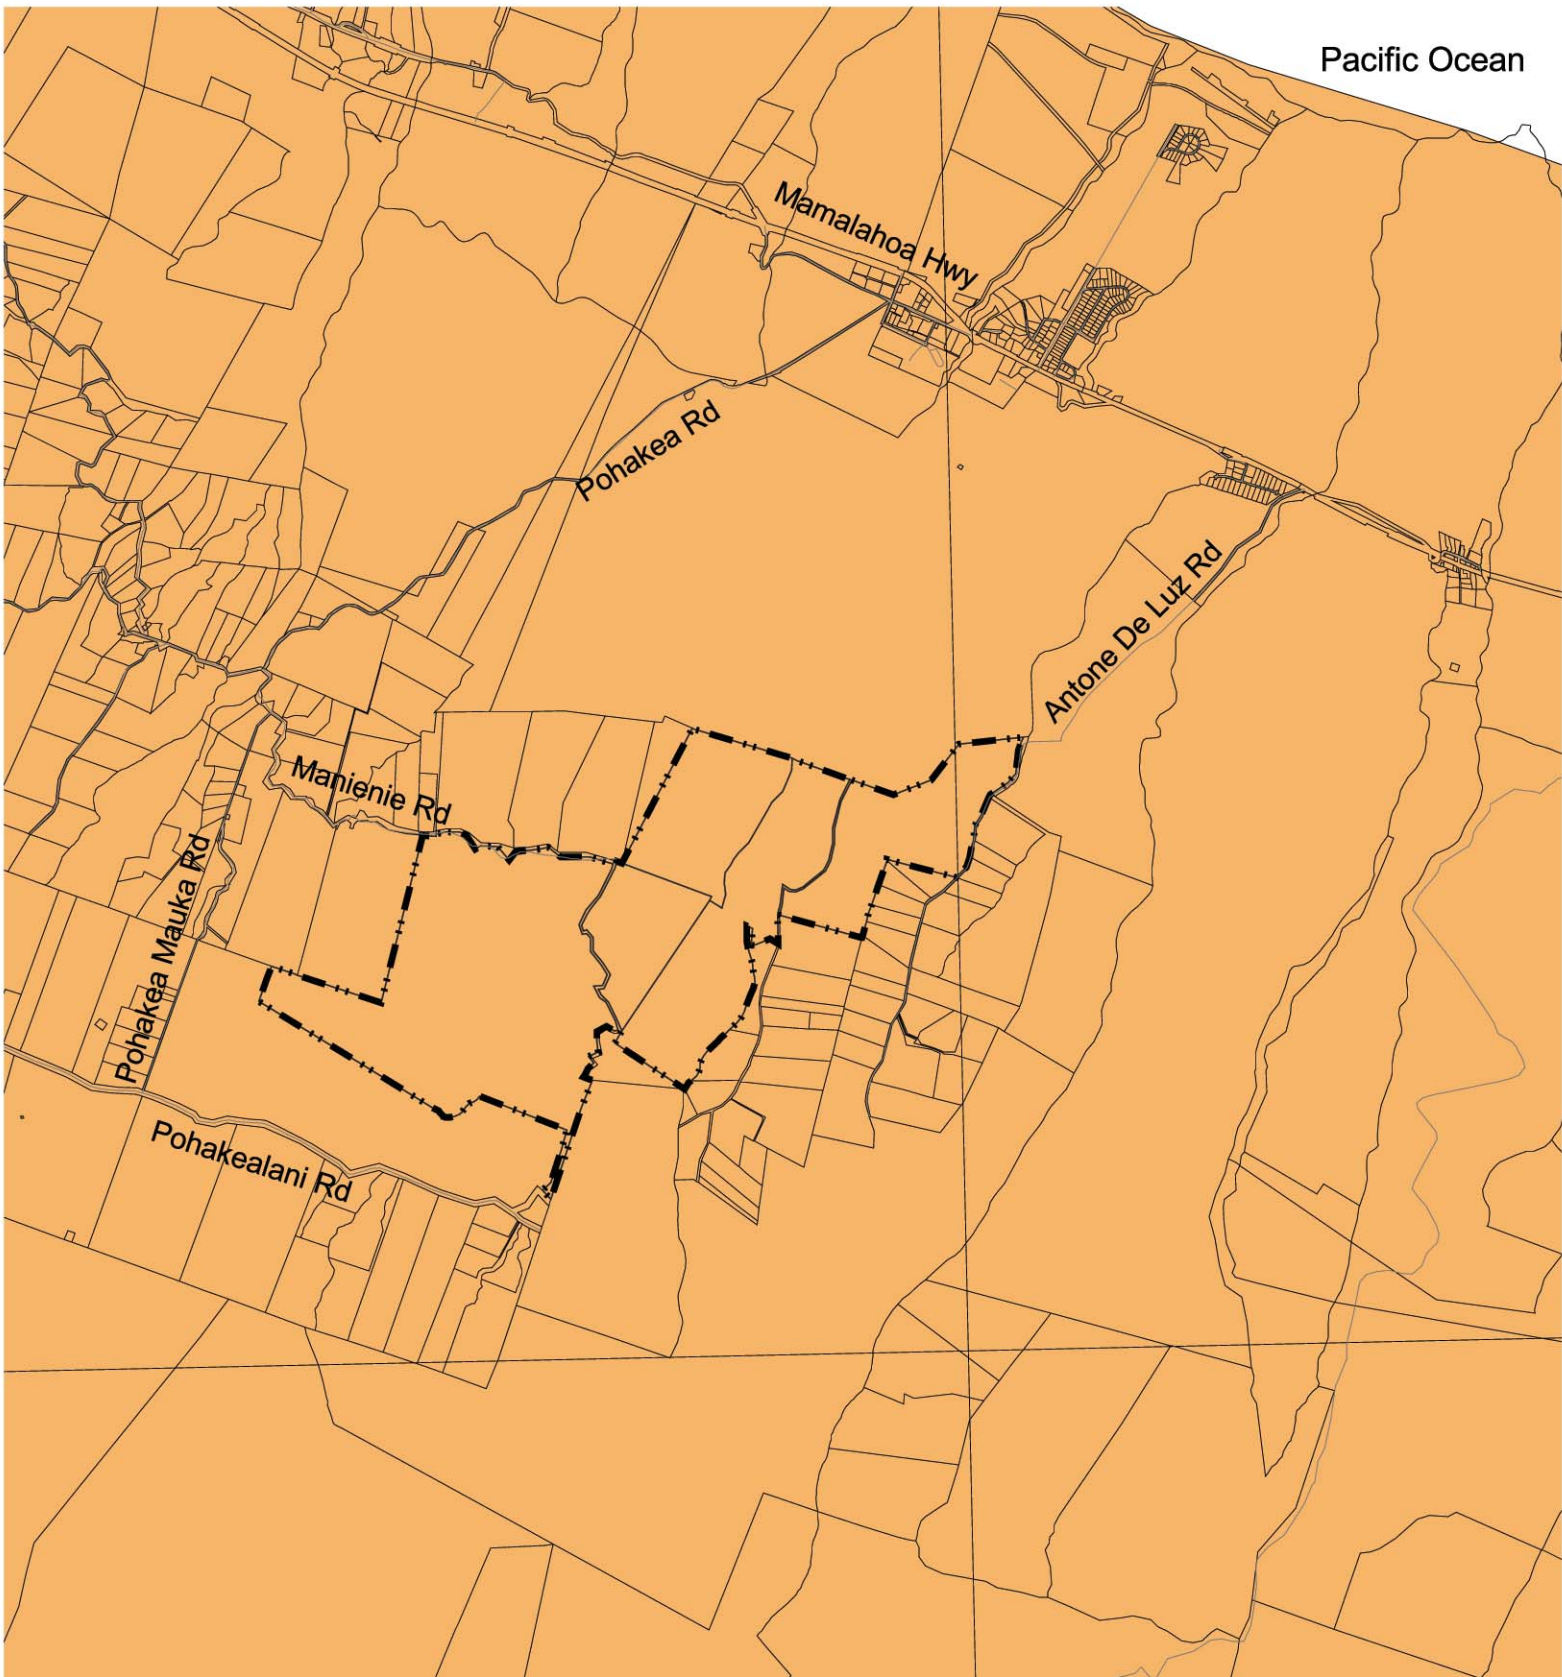 Pacific Ocean
Mamalahoa Hwy
Pohakea Rd
Antone De Luz Rd
Manienie Rd
Pohakea Mauka Rd
Pohakealani Rd